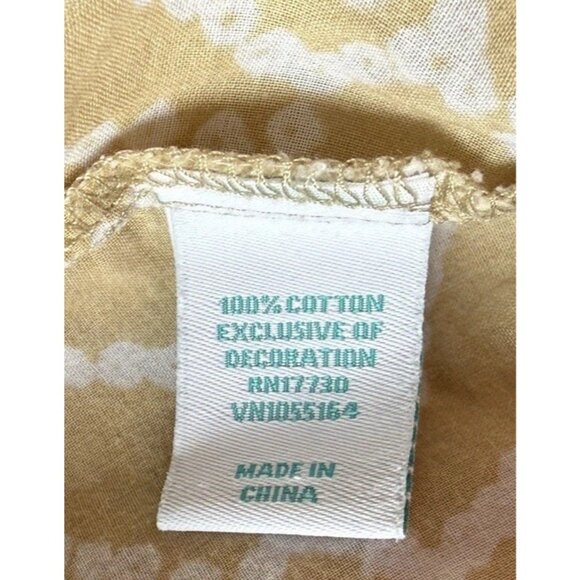 100% COTTON
EXCLUSIVE OF
DECORATION
RN17730
VN1055164
MADE IN
CHINA